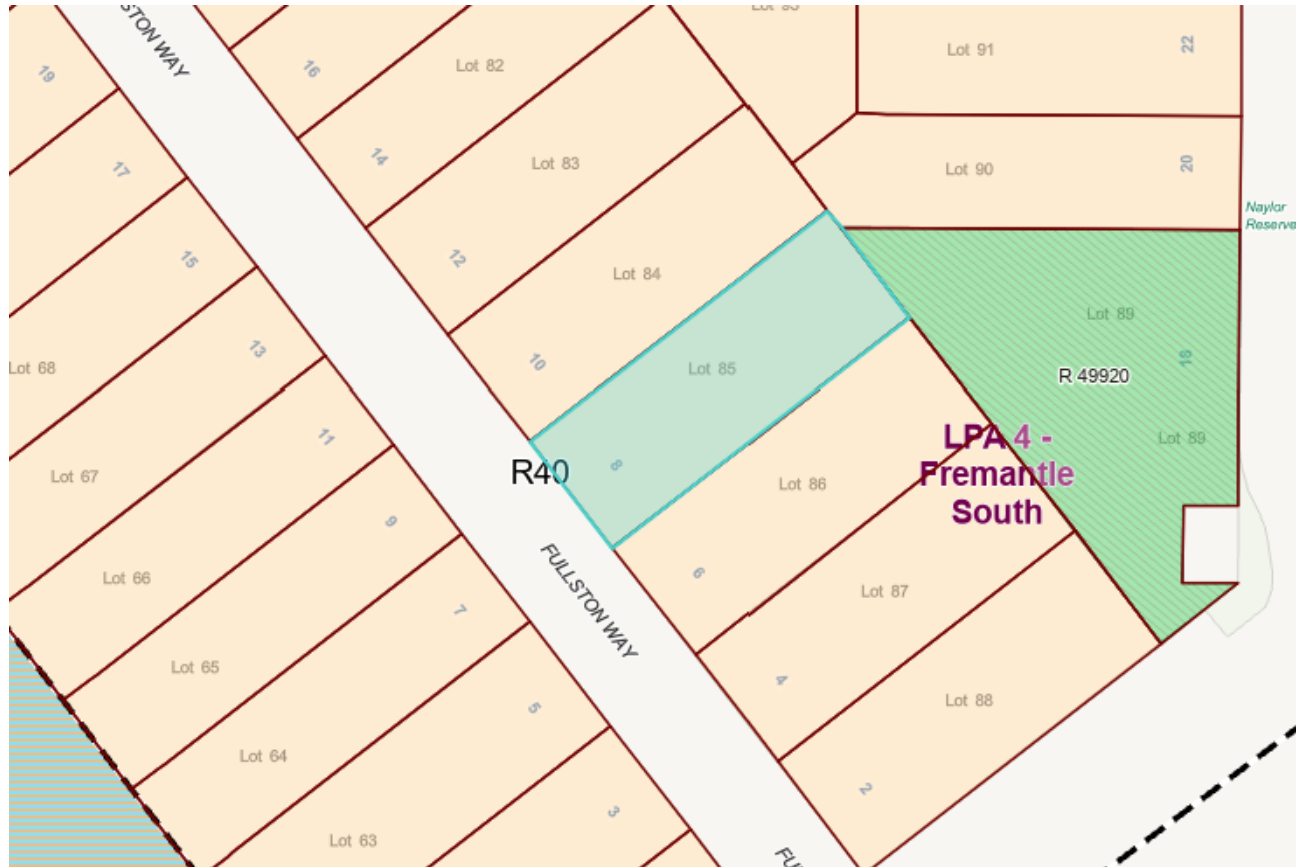 STON WAY
Lot 93
22
19
16
Lot 82
Lot 91
14
Lot 83
17
Lot 90
20
Naylor
Reserve
15
12
Lot 84
Lot 89
13
10
Lot 85
18
Lot 68
R 49920
11
LPA 4 -
Fremantle
South
Lot 89
Lot 67
8
R40
Lot 86
9
FULLSTON WAY
Lot 66
6
Lot 87
7
Lot 65
4
Lot 88
5
Lot 64
2
3
Lot 63